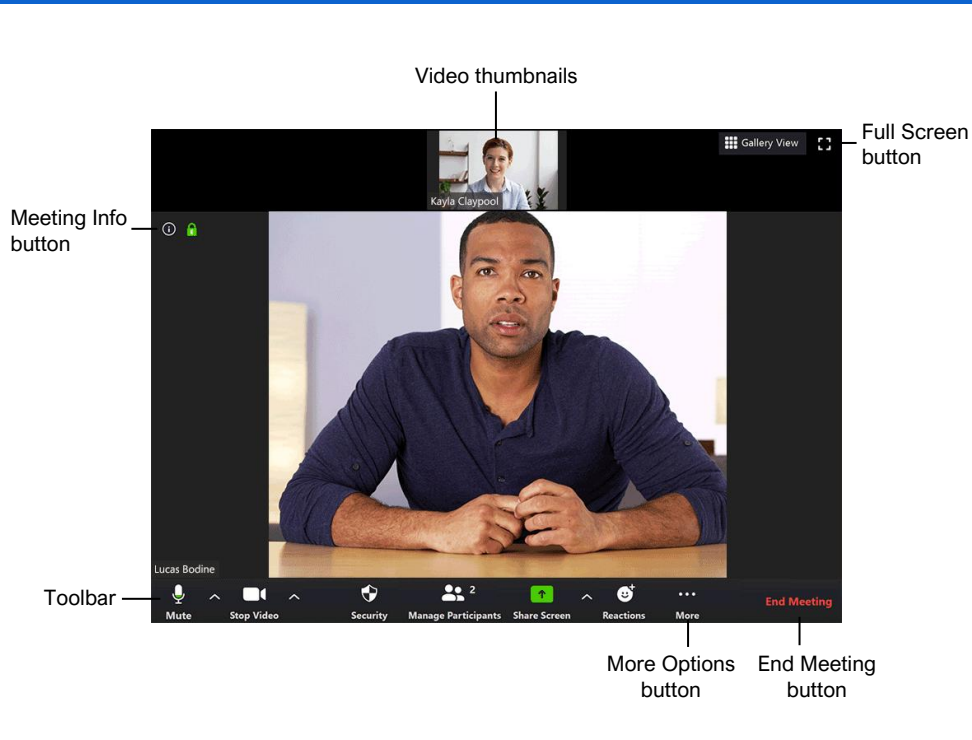 Video thumbnails
Full Screen
button
Gallery View
Kayla Claypool
Meeting Info
button
Lucas Bodine
Toolbar
2
Mute
Stop Video
Security
Manage Participants
Share Screen
Reactions
More
End Meeting
More Options
button
End Meeting
button